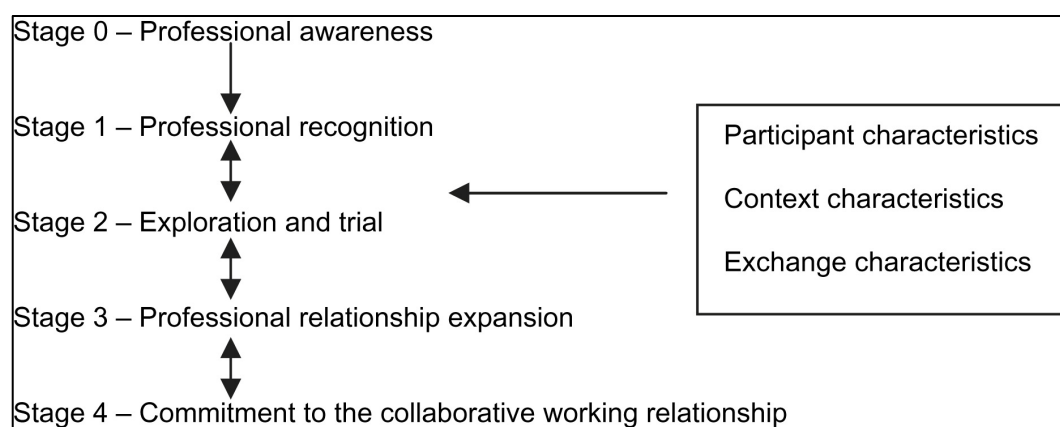 Stage 0 – Professional awareness
Stage 1 – Professional recognition
Stage 2 – Exploration and trial
Stage 3 – Professional relationship expansion
Stage 4 – Commitment to the collaborative working relationship
Participant characteristics
Context characteristics
Exchange characteristics